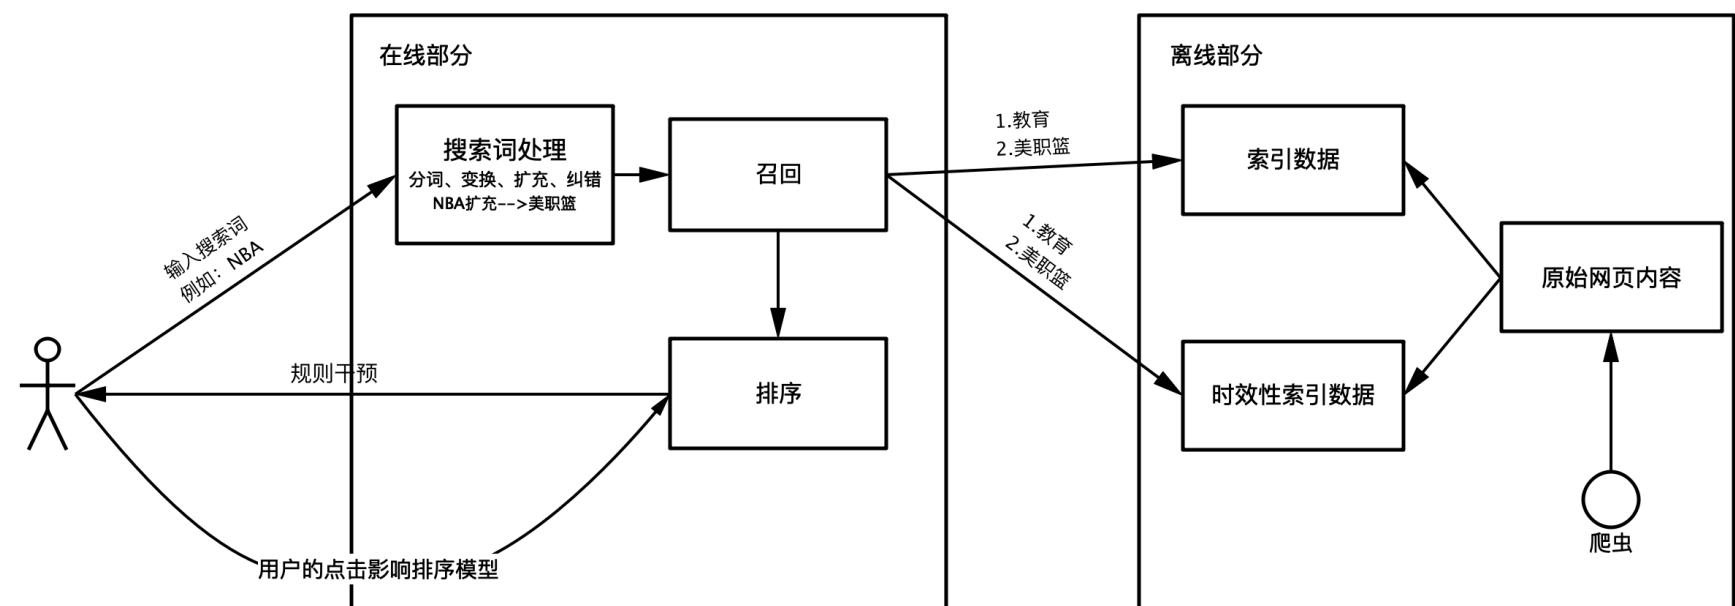 在线部分
搜索词处理
分词、变换、扩充、纠错
NBA扩充-->美职篮
召回
输入搜索词
例如：NBA
规则干预
排序
用户的点击影响排序模型
1.教育
2.美职篮
1.教育
2.美职篮
离线部分
索引数据
原始网页内容
时效性索引数据
爬虫